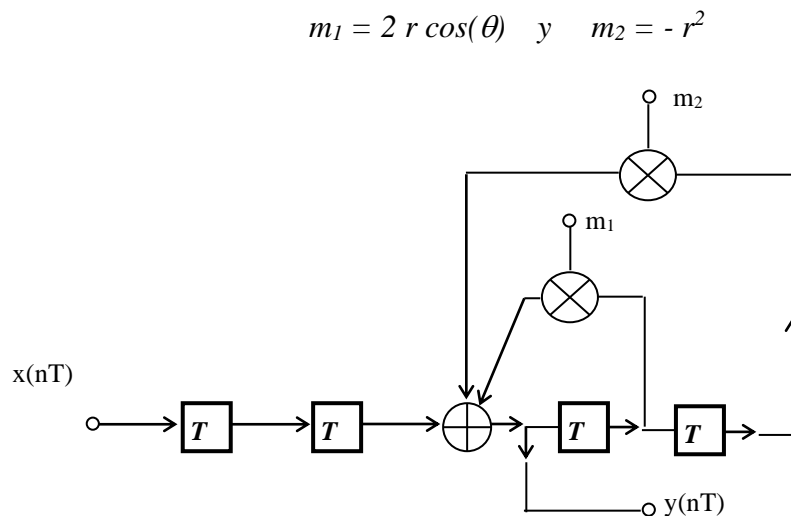 m₁ = 2 r cos(θ) y m₂ = - r²
m₂
m₁
x(nT)
T T T T
y(nT)